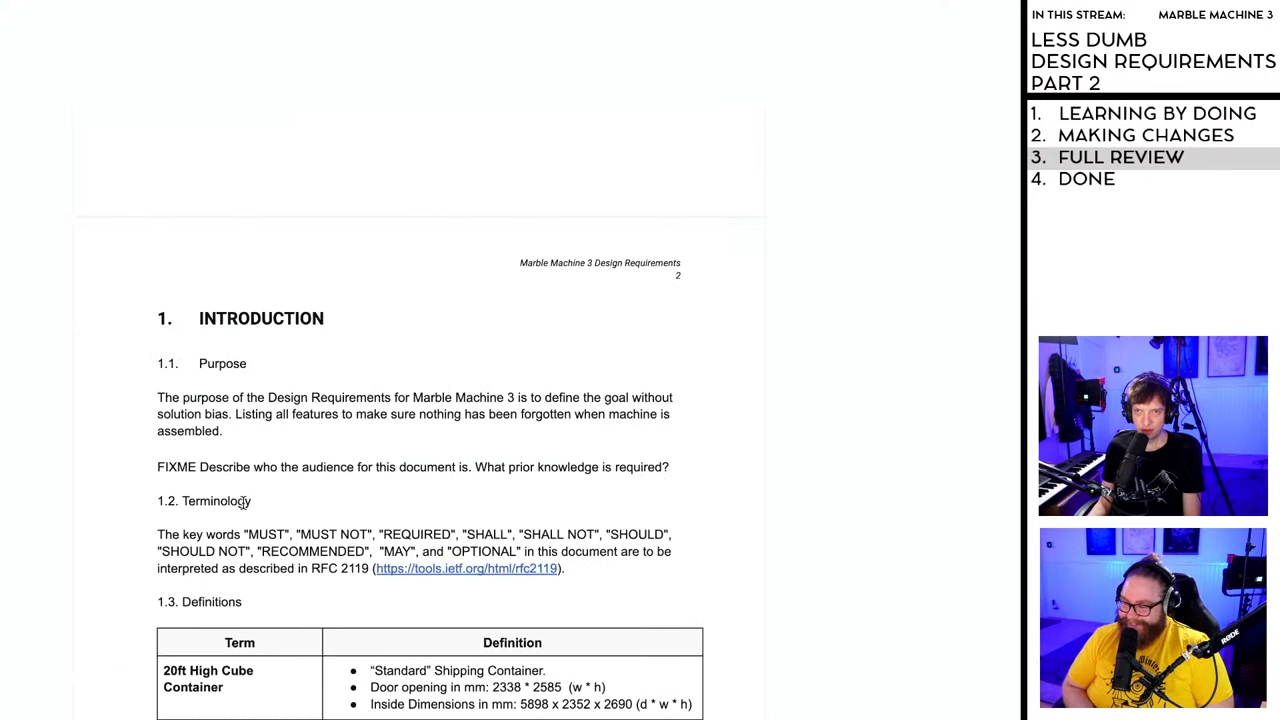 IN THIS STREAM: MARBLE MACHINE 3
LESS DUMB
DESIGN REQUIREMENTS
PART 2
1. LEARNING BY DOING
2. MAKING CHANGES
3. FULL REVIEW
4. DONE
Marble Machine 3 Design Requirements
2
1. INTRODUCTION
1.1. Purpose
The purpose of the Design Requirements for Marble Machine 3 is to define the goal without
solution bias. Listing all features to make sure nothing has been forgotten when machine is
assembled.
FIXME Describe who the audience for this document is. What prior knowledge is required?
1.2. Terminology
The key words "MUST", "MUST NOT", "REQUIRED", "SHALL", "SHALL NOT", "SHOULD",
"SHOULD NOT", "RECOMMENDED", "MAY", and "OPTIONAL" in this document are to be
interpreted as described in RFC 2119 (https://tools.ietf.org/html/rfc2119).
1.3. Definitions
Term Definition
20ft High Cube
Container
● “Standard” Shipping Container.
● Door opening in mm: 2338 * 2585 (w * h)
● Inside Dimensions in mm: 5898 x 2352 x 2690 (d * w * h)
RØDE